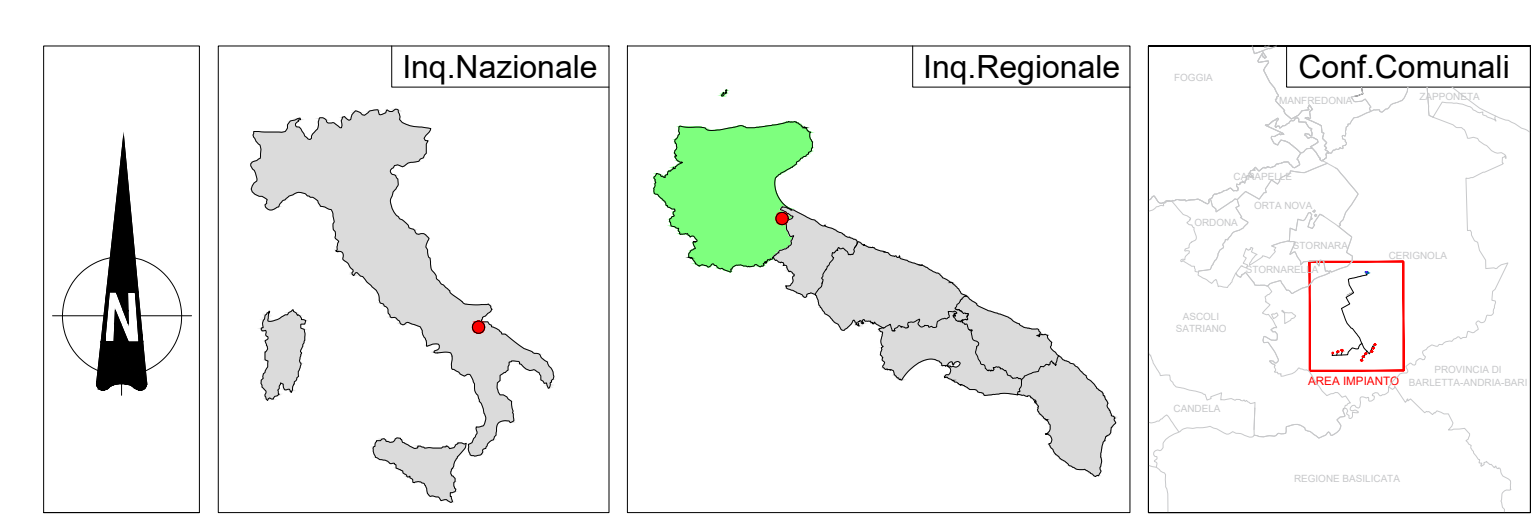 N
Inq.Nazionale
Inq.Regionale
Conf.Comunali
FOGGIA
MANFREDONIA
ZAPPONETA
CARAPELLE
ORTA NOVA
ORDONA
STORNARA
CERIGNOLA
STORNARELLA
ASCOLI
SATRIANO
PROVINCIA DI
BARLETTA-ANDRIA-BARI
AREA IMPIANTO
CANDELA
REGIONE BASILICATA